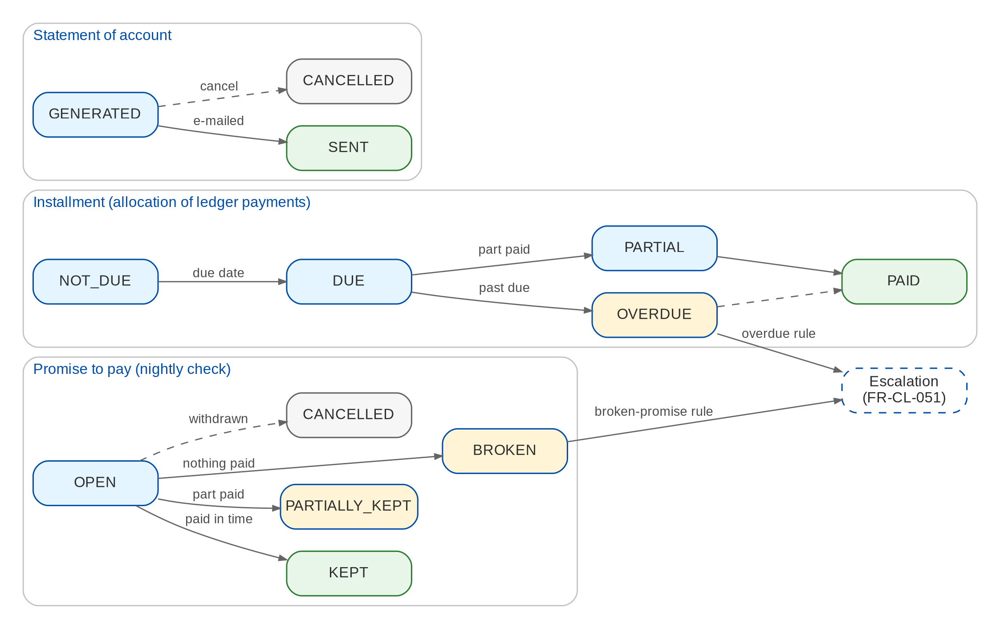 Statement of account
GENERATED
cancel
CANCELLED
e-mailed
SENT
Installment (allocation of ledger payments)
NOT_DUE
due date
DUE
part paid
PARTIAL
past due
OVERDUE
PAID
overdue rule
Promise to pay (nightly check)
OPEN
withdrawn
CANCELLED
nothing paid
BROKEN
broken-promise rule
Escalation
(FR-CL-051)
part paid
PARTIALLY_KEPT
paid in time
KEPT